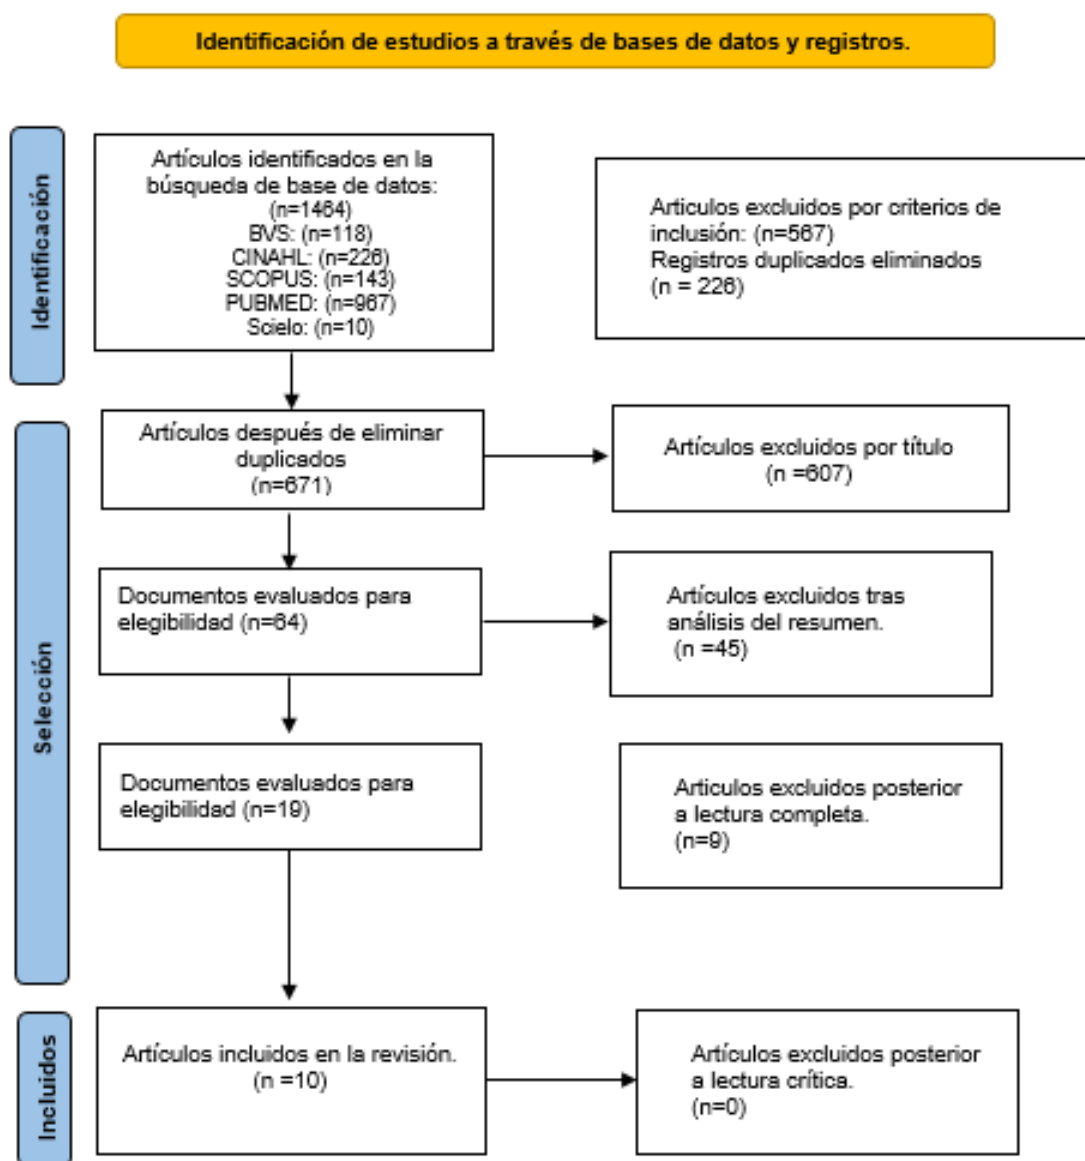 Identificación de estudios a través de bases de datos y registros.
Identificación
Artículos identificados en la
búsqueda de base de datos:
(n=1464)
BVS: (n=118)
CINAHL: (n=226)
SCOPUS: (n=143)
PUBMED: (n=967)
Scielo: (n=10)
Articulos excluidos por criterios de
inclusión: (n=567)
Registros duplicados eliminados
(n = 226)
Selección
Artículos después de eliminar
duplicados
(n=671)
Artículos excluidos por título
(n =607)
Documentos evaluados para
elegibilidad (n=64)
Artículos excluidos tras
análisis del resumen.
(n =45)
Documentos evaluados para
elegibilidad (n=19)
Articulos excluidos posterior
a lectura completa.
(n=9)
Incluidos
Artículos incluidos en la revisión.
(n =10)
Artículos excluidos posterior
a lectura crítica.
(n=0)